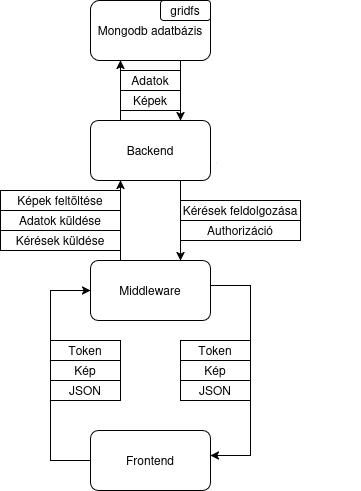 gridfs
Mongodb adatbázis
Adatok
Képek
Backend
Képek feltöltése
Adatok küldése
Kérések küldése
Kérések feldolgozása
Authorizáció
Middleware
Token
Kép
JSON
Token
Kép
JSON
Frontend